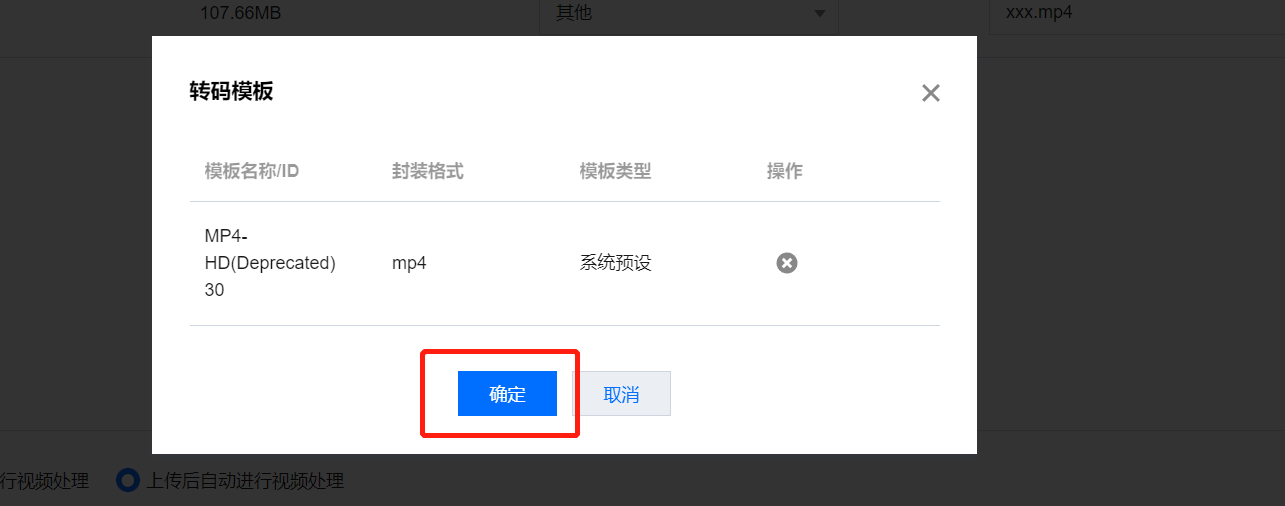 107.66MB
其他
xxx.mp4
转码模板
模板名称/ID
封装格式
模板类型
操作
MP4-
HD(Deprecated)
30
mp4
系统预设
确定
取消
行视频处理
上传后自动进行视频处理